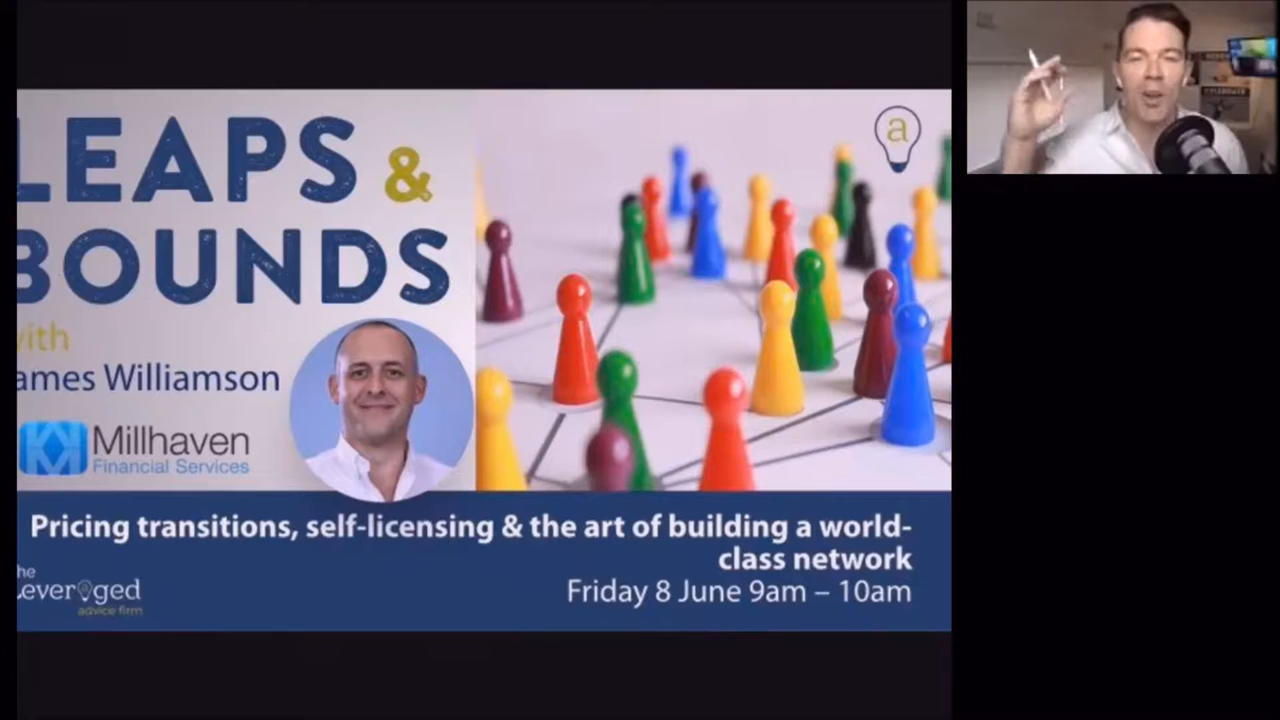 LEAPS &
BOUNDS
with
ames Williamson
Millhaven
Financial Services
a
Pricing transitions, self-licensing & the art of building a world-
class network
Friday 8 June 9am – 10am
he
Leveraged
advice firm